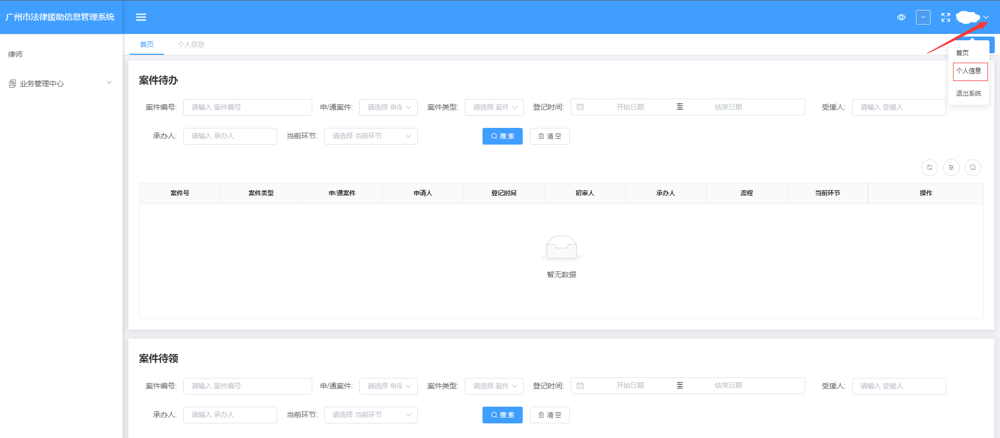 广州市法律援助信息管理系统
首页
个人信息
首页
个人信息
退出系统
律师
业务管理中心
案件待办
案件编号: 请输入 案件编号 申/通案件: 请选择 申/通 案件类型: 请选择 案件 登记时间: 开始日期 至 结束日期 受援人: 请输入 受援人
承办人: 请输入 承办人 当前环节: 请选择 当前环节 搜 索 清 空
案件号 案件类型 申/通案件 申请人 登记时间 初审人 承办人 流程 当前环节 操作
暂无数据
案件待领
案件编号: 请输入 案件编号 申/通案件: 请选择 申/通 案件类型: 请选择 案件 登记时间: 开始日期 至 结束日期 受援人: 请输入 受援人
承办人: 请输入 承办人 当前环节: 请选择 当前环节 搜 索 清 空